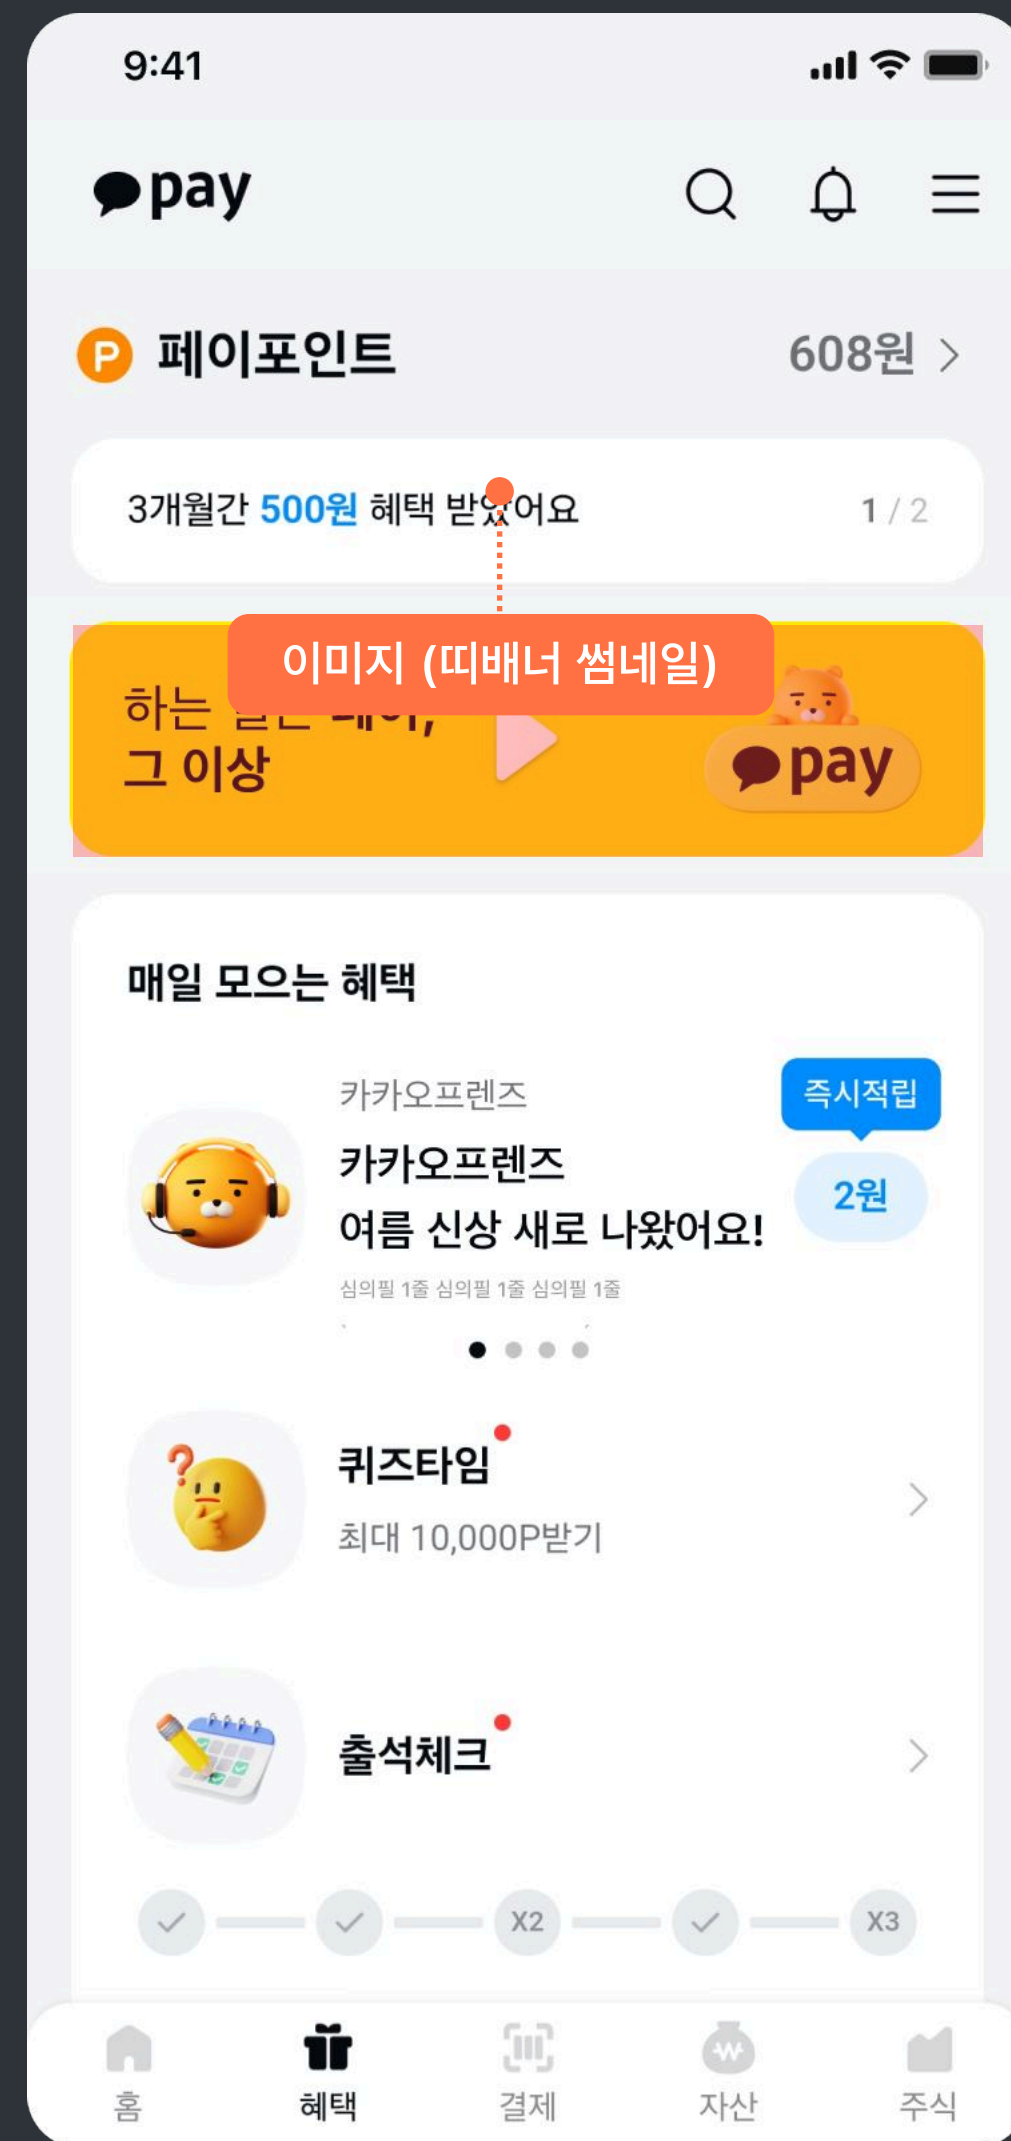 9:41
pay
P 페이포인트 608원
3개월간 500원 혜택 받았어요 1 / 2
이미지 (띠배너 썸네일)
하는
그 이상
pay
매일 모으는 혜택
카카오프렌즈
즉시적립
카카오프렌즈
여름 신상 새로 나왔어요!
2원
심의필 1줄 심의필 1줄 심의필 1줄
퀴즈타임
최대 10,000P받기
출석체크
X2 X3
홈 혜택 결제 자산 주식